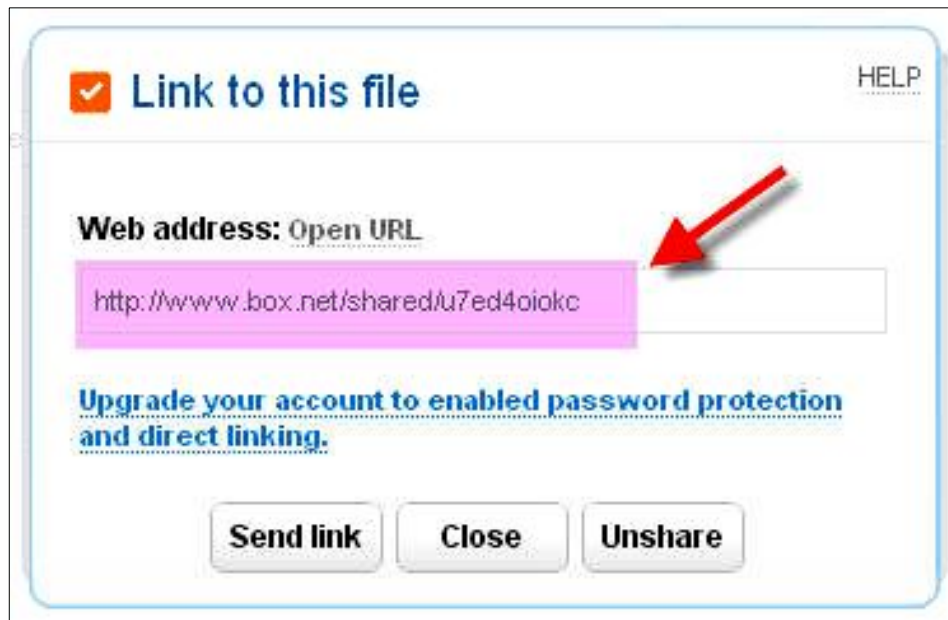 Link to this file
HELP
Web address: Open URL
http://www.box.net/shared/u7ed4oiokc
Upgrade your account to enabled password protection
and direct linking.
Send link
Close
Unshare